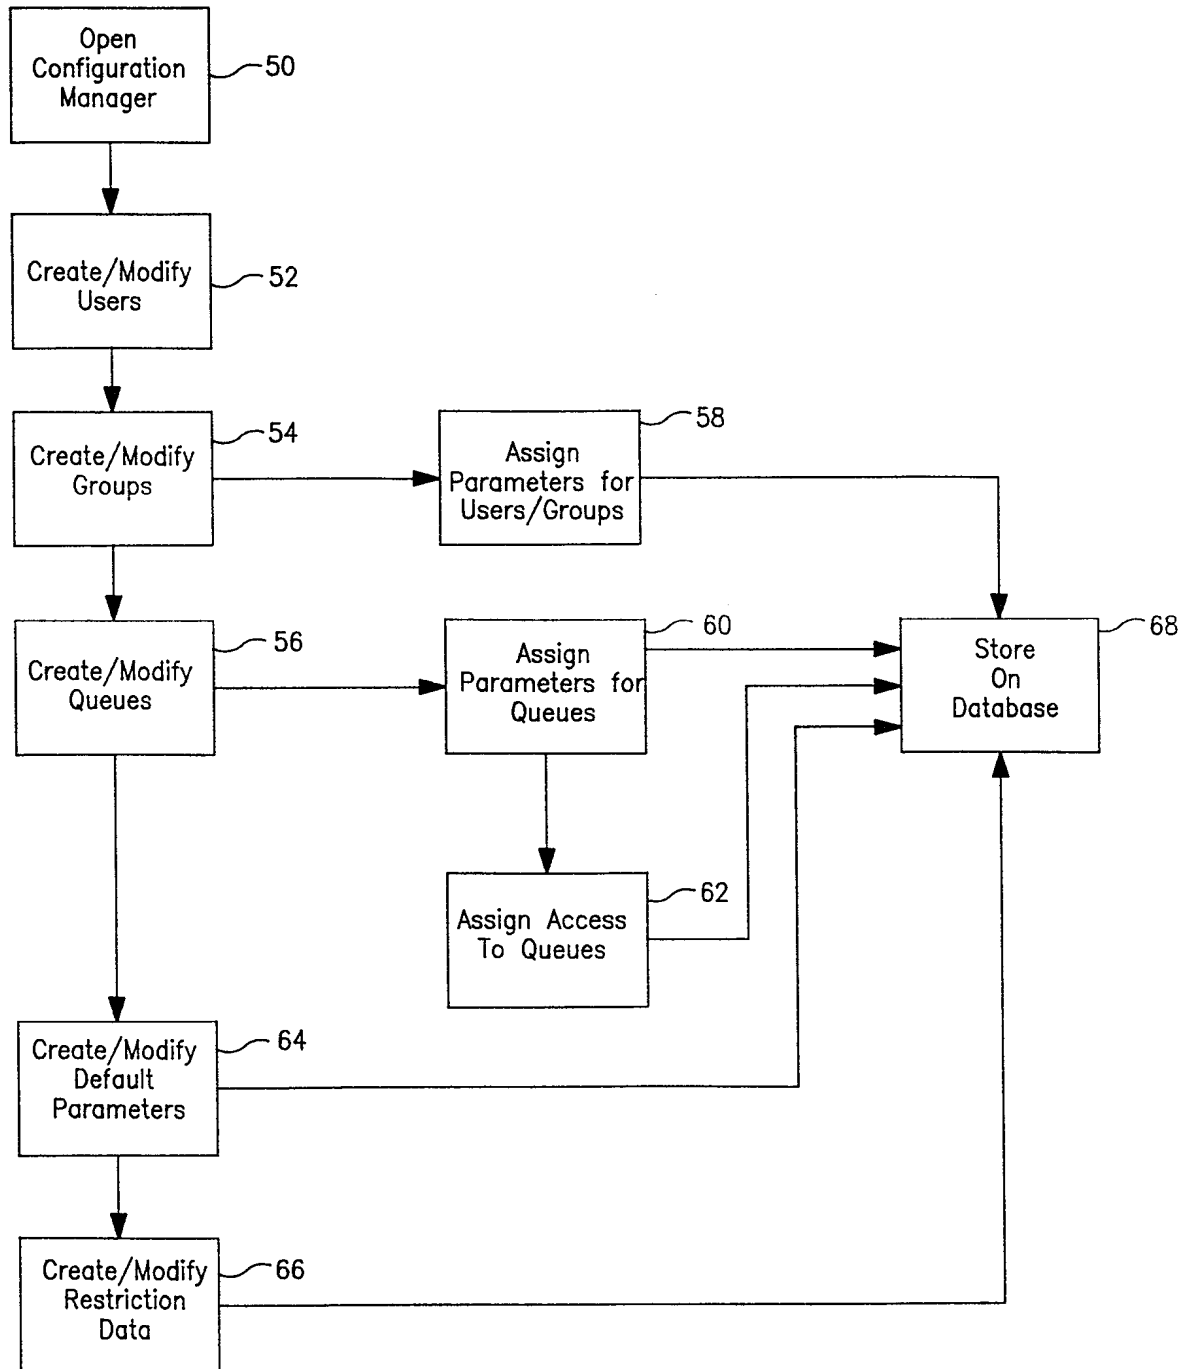 Open
Configuration
Manager
50
Create/Modify
Users
52
Create/Modify
Groups
54
Assign
Parameters for
Users/Groups
58
Create/Modify
Queues
56
Assign
Parameters for
Queues
60
Store
On
Database
68
Assign Access
To Queues
62
Create/Modify
Default
Parameters
64
Create/Modify
Restriction
Data
66